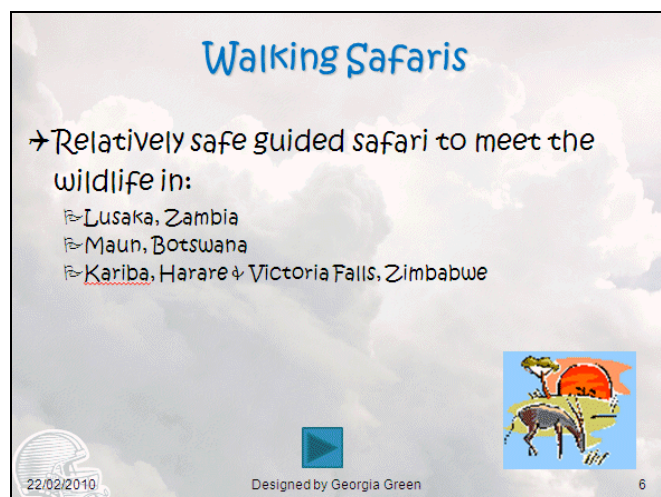 Walking Safaris
Relatively safe guided safari to meet the
wildlife in:
Lusaka, Zambia
Maun, Botswana
Kariba, Harare & Victoria Falls, Zimbabwe
22/02/2010
Designed by Georgia Green
6